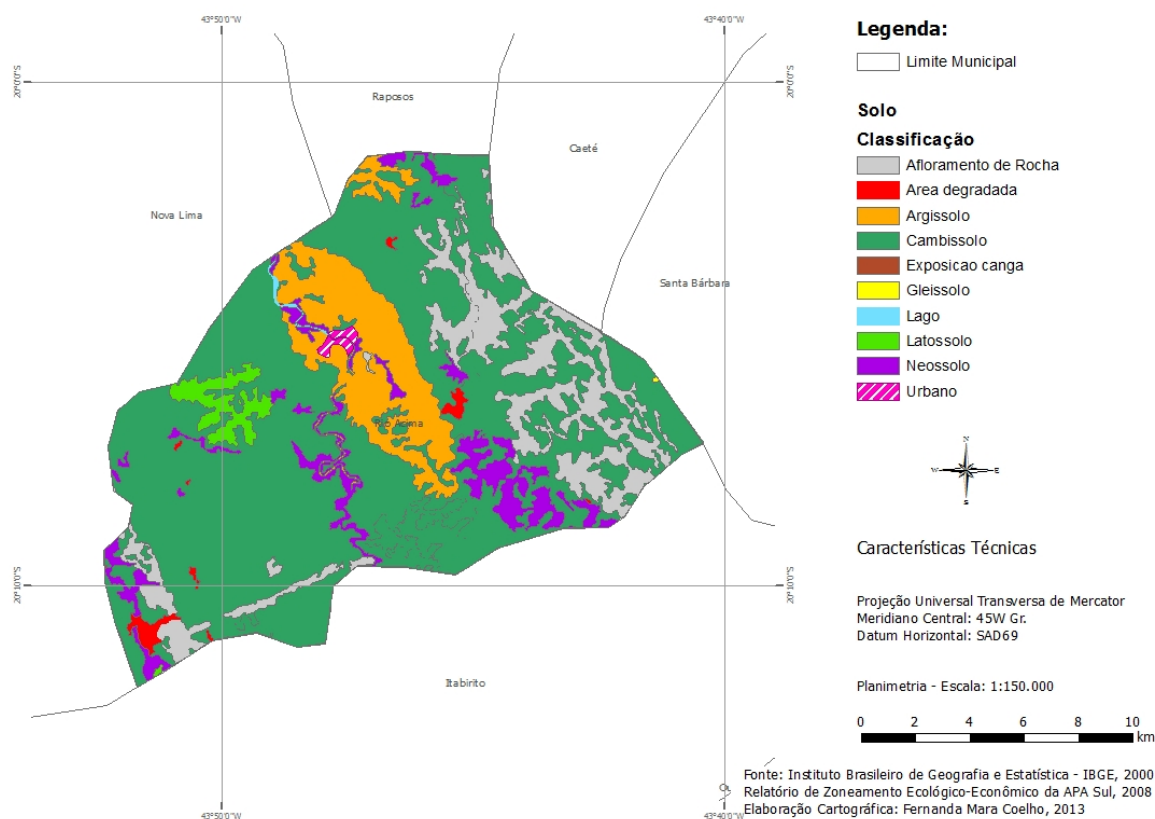 43°50'0"W
43°40'0"W
Legenda:
Limite Municipal
20°0'0"S
20°0'0"S
Raposos
Solo
Caeté
Classificação
Afloramento de Rocha
Area degradada
Nova Lima
Argissolo
Cambissolo
Exposicao canga
Santa Bárbara
Gleissolo
Lago
Latossolo
Neossolo
Urbano
Rio Acima
N
W
E
S
Características Técnicas
20°10'0"S
20°10'0"S
Projeção Universal Transversa de Mercator
Meridiano Central: 45W Gr.
Datum Horizontal: SAD69
Itabirito
Planimetria - Escala: 1:150.000
0 2 4 6 8 10
km
Fonte: Instituto Brasileiro de Geografia e Estatística - IBGE, 2000
Relatório de Zoneamento Ecológico-Econômico da APA Sul, 2008
Elaboração Cartográfica: Fernanda Mara Coelho, 2013
43°50'0"W
43°40'0"W